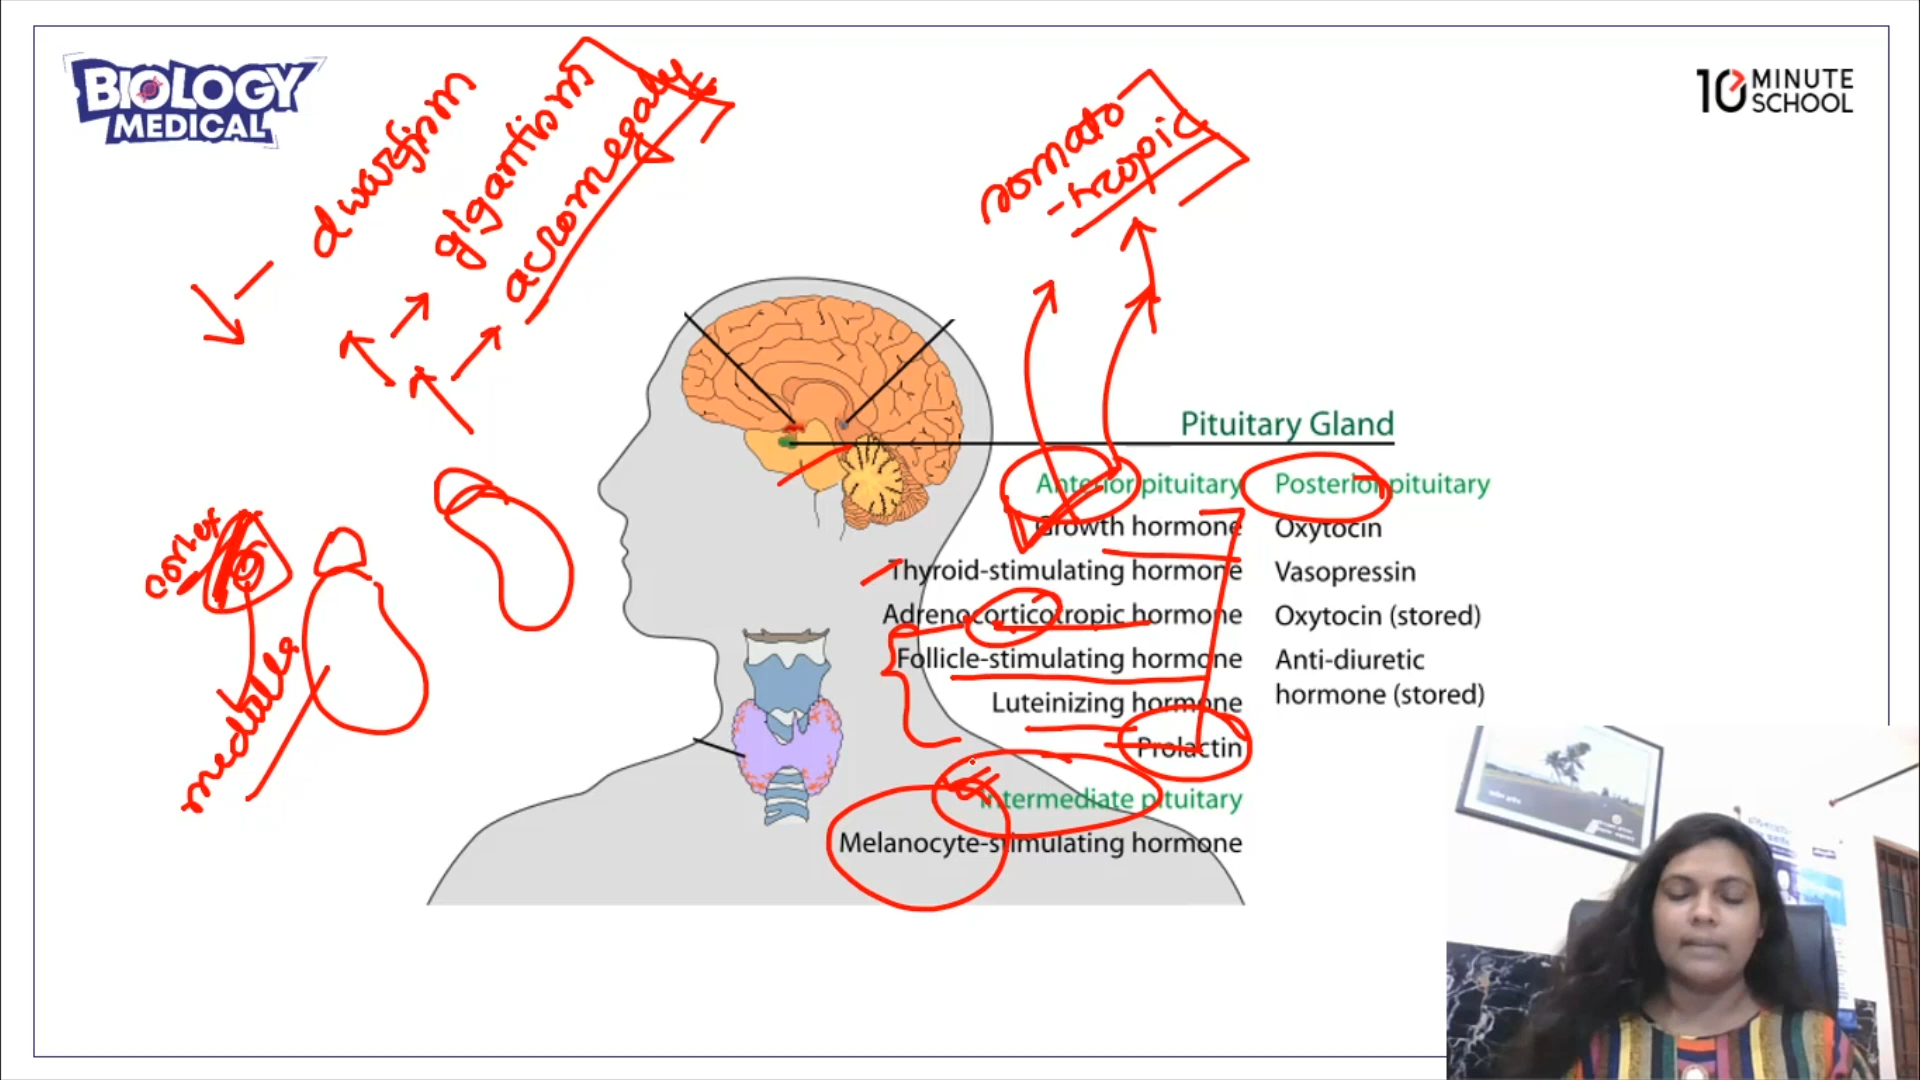 BIOLOGY
MEDICAL
10 MINUTE
SCHOOL
dwarfism
gigantism
acromegaly
somato
-tropic
Pituitary Gland
Anterior pituitary
Growth hormone
Thyroid-stimulating hormone
Adrenocorticotropic hormone
Follicle-stimulating hormone
Luteinizing hormone
Prolactin
Intermediate pituitary
Melanocyte-stimulating hormone
Posterior pituitary
Oxytocin
Vasopressin
Oxytocin (stored)
Anti-diuretic
hormone (stored)